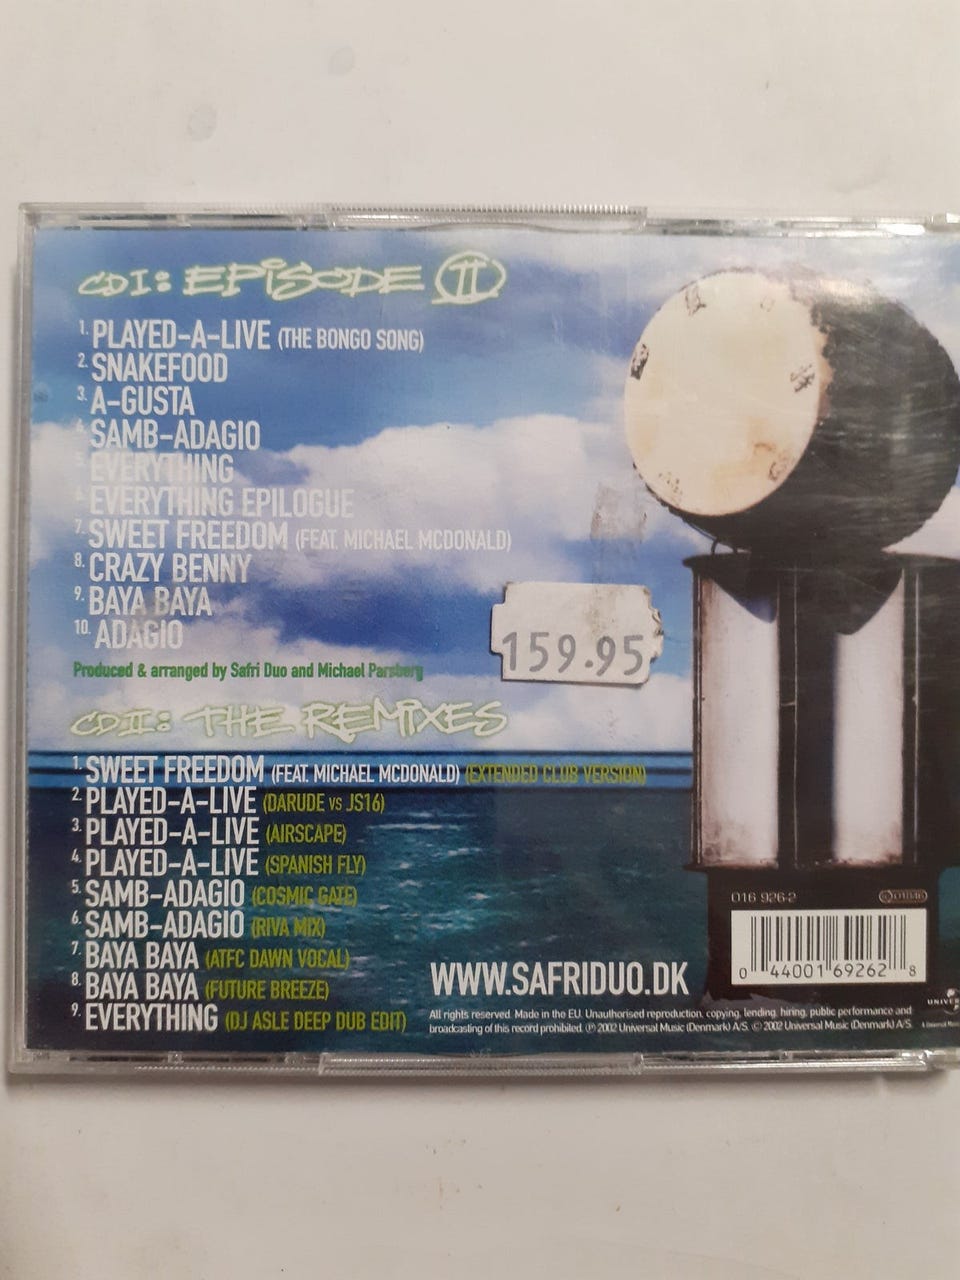 CD I: EPISODE II
1. PLAYED-A-LIVE (THE BONGO SONG)
2. SNAKEFOOD
3. A-GUSTA
4. SAMB-ADAGIO
5. EVERYTHING
6. EVERYTHING EPILOGUE
7. SWEET FREEDOM (FEAT. MICHAEL MCDONALD)
8. CRAZY BENNY
9. BAYA BAYA
10. ADAGIO
159.95
Produced & arranged by Safri Duo and Michael Parsberg
CD II: THE REMIXES
1. SWEET FREEDOM (FEAT. MICHAEL MCDONALD) (EXTENDED CLUB VERSION)
2. PLAYED-A-LIVE (DARUDE VS JS16)
3. PLAYED-A-LIVE (AIRSCAPE)
4. PLAYED-A-LIVE (SPANISH FLY)
5. SAMB-ADAGIO (COSMIC GATE)
6. SAMB-ADAGIO (RIVA MIX)
7. BAYA BAYA (ATFC DAWN VOCAL)
8. BAYA BAYA (FUTURE BREEZE)
9. EVERYTHING (DJ ASLE DEEP DUB EDIT)
016 926-2
0 44001 69262 8
WWW.SAFRIDUO.DK
All rights reserved. Made in the EU. Unauthorised reproduction, copying, lending, hiring, public performance and
broadcasting of this record prohibited. ℗ 2002 Universal Music (Denmark) A/S. © 2002 Universal Music (Denmark) A/S.